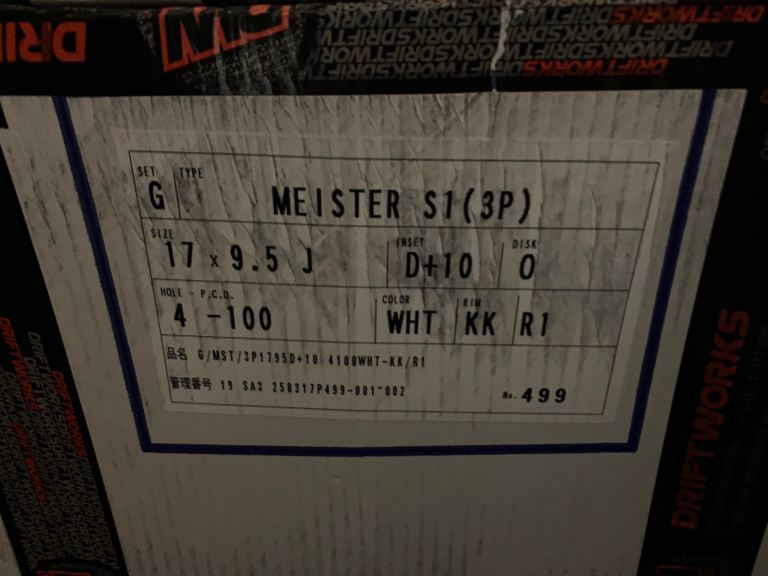 DRIFTWORKS
DRIFTWORKS
SET
G
TYPE
MEISTER S1(3P)
SIZE
17 x 9.5 J
INSET
D+10
DISK
O
HOLE - P.C.D.
4 -100
COLOR
WHT
RIM
KK
R1
品名 G/MST/3P1795D+10 4100WHT-KK/R1
管理番号 19 SA3 250317P499-001~002
No. 499
DRIFTWORKS